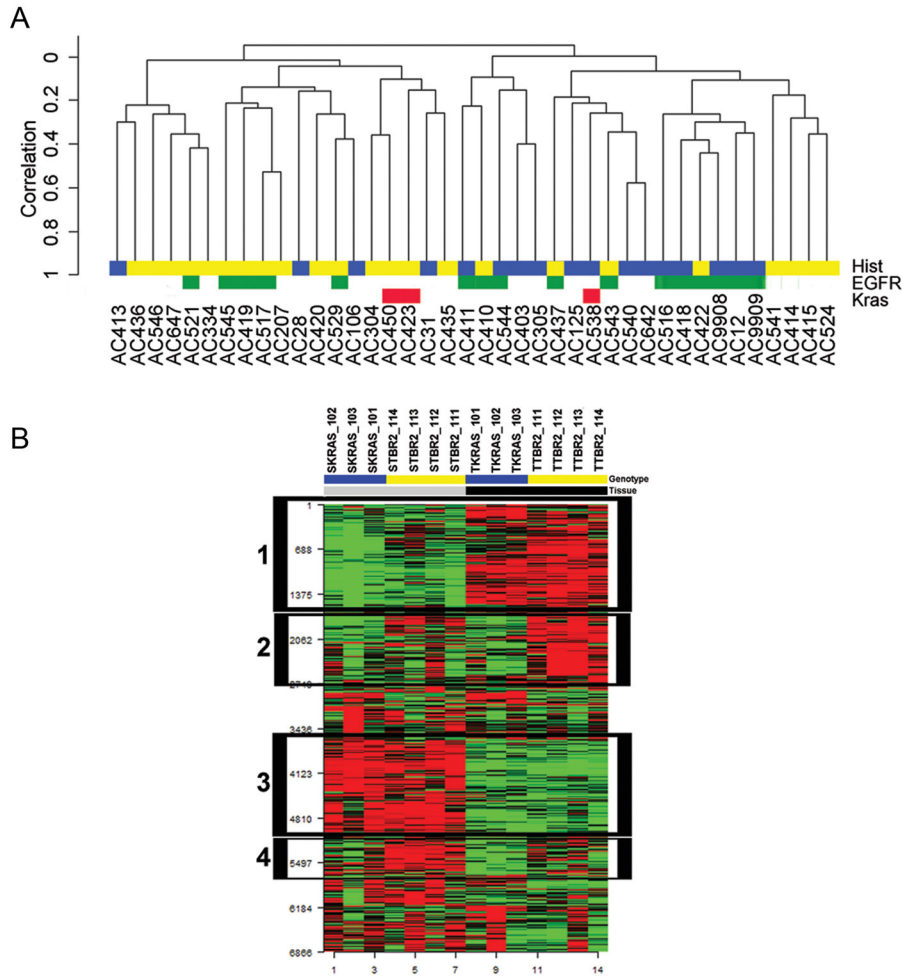 A
Correlation
0
0.2
0.4
0.6
0.8
1
Hist
EGFR
Kras
AC413
AC436
AC546
AC647
AC521
AC334
AC545
AC419
AC517
AC207
AC28
AC420
AC529
AC106
AC304
AC450
AC423
AC31
AC435
AC411
AC410
AC544
AC403
AC305
AC437
AC125
AC538
AC543
AC540
AC642
AC516
AC418
AC422
AC9908
AC12
AC9909
AC541
AC414
AC415
AC524
B
SKRAS_102
SKRAS_103
SKRAS_101
STBR2_114
STBR2_113
STBR2_112
STBR2_111
TKRAS_101
TKRAS_102
TKRAS_103
TTBR2_111
TTBR2_112
TTBR2_113
TTBR2_114
Genotype
Tissue
1
1
688
1375
2
2062
2748
3436
3
4123
4810
4
5497
6184
6866
1 3 5 7 9 11 14